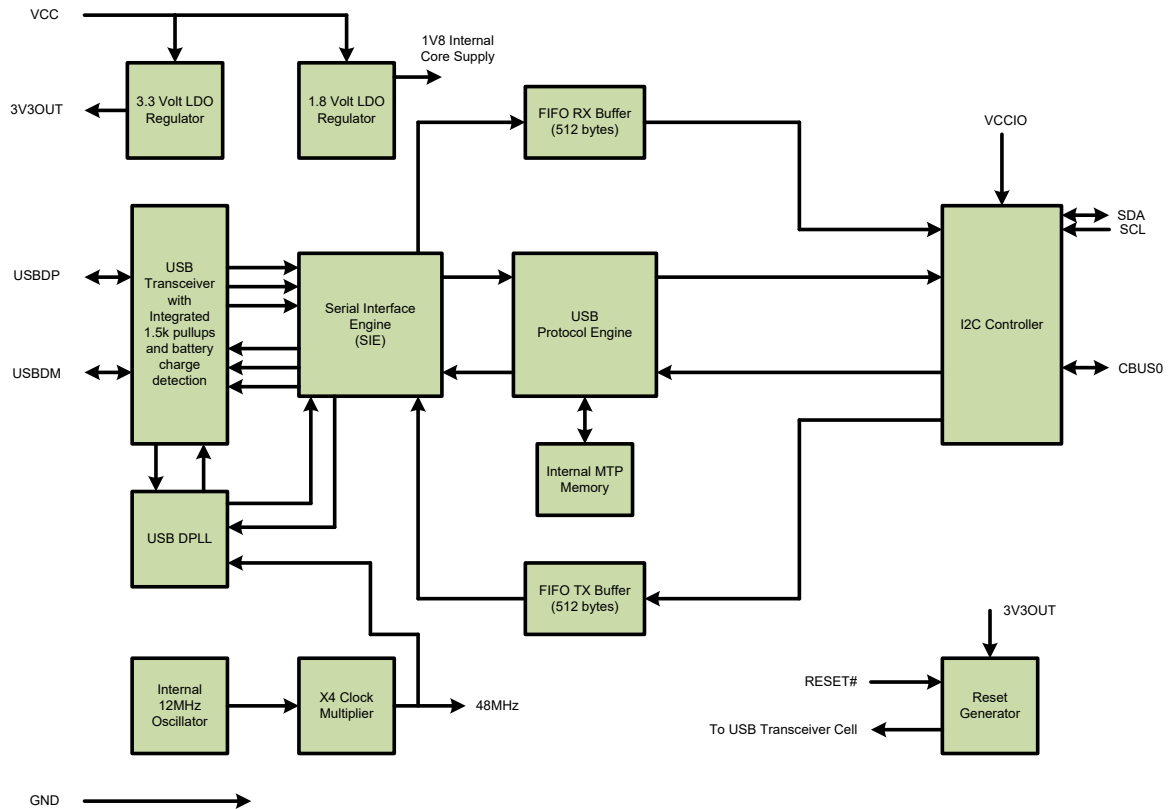 VCC
1V8 Internal
Core Supply
3V3OUT
3.3 Volt LDO
Regulator
1.8 Volt LDO
Regulator
FIFO RX Buffer
(512 bytes)
VCCIO
USBDP
USBDM
USB
Transceiver
with
Integrated
1.5k pullups
and battery
charge
detection
Serial Interface
Engine
(SIE)
USB
Protocol Engine
I2C Controller
SDA
SCL
CBUS0
Internal MTP
Memory
USB DPLL
FIFO TX Buffer
(512 bytes)
3V3OUT
Internal
12MHz
Oscillator
X4 Clock
Multiplier
48MHz
RESET#
Reset
Generator
To USB Transceiver Cell
GND